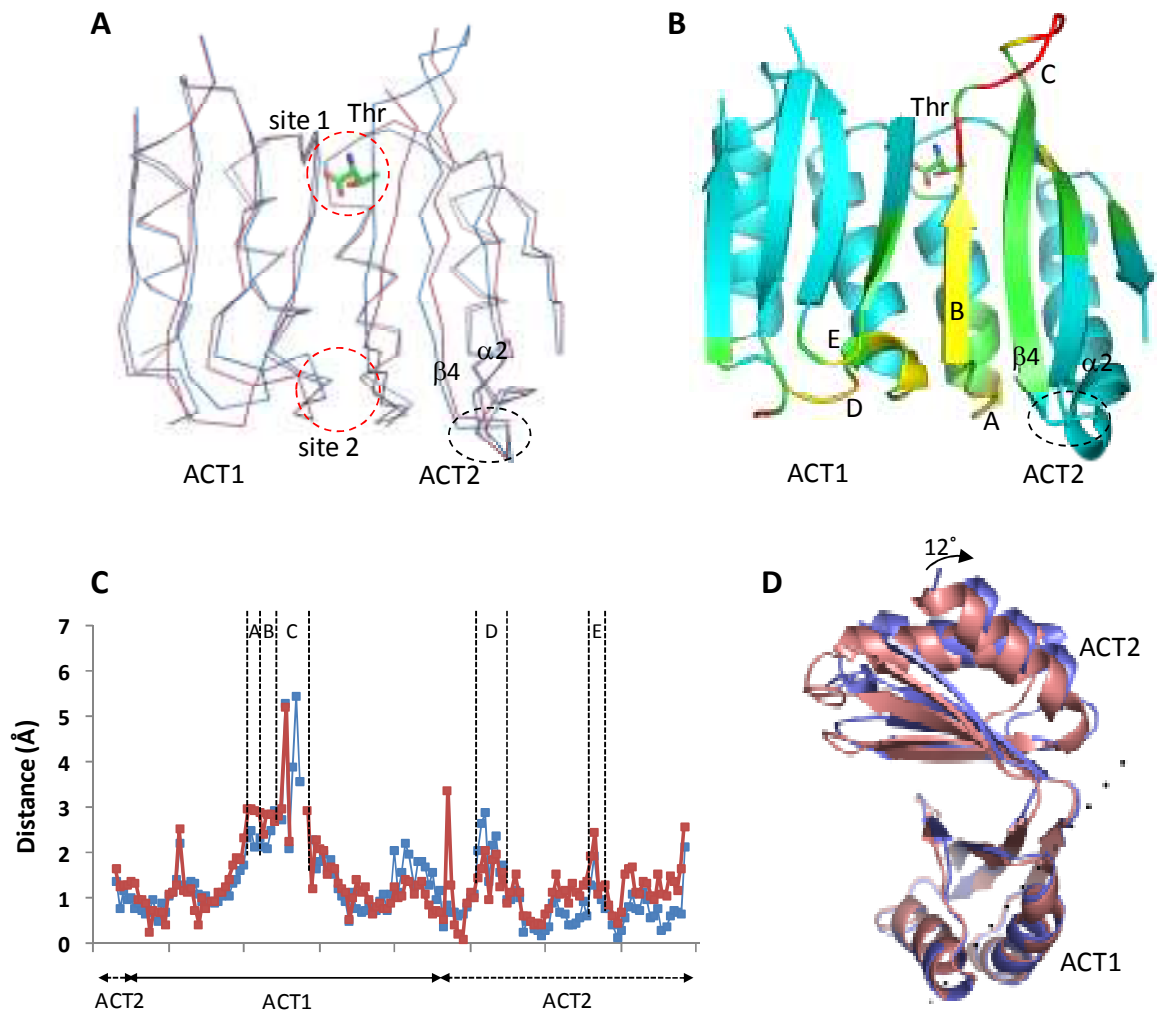 A
site 1
Thr
β4
α2
site 2
ACT1
ACT2
B
C
Thr
B
E
β4
α2
D
A
ACT1
ACT2
C
Distance (Å)
7
6
5
4
3
2
1
0
A
B
C
D
E
ACT2
ACT1
ACT2
D
12°
ACT2
ACT1